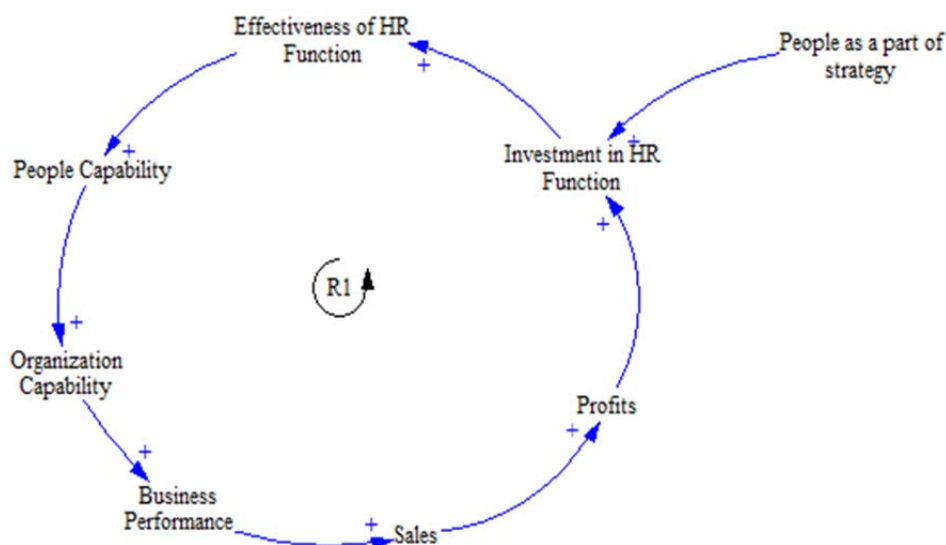 Effectiveness of HR
Function
+
People as a part of
strategy
+
Investment in HR
Function
+
People Capability
+
R1
+
Organization
Capability
+
Business
Performance
+
Sales
+
Profits
+